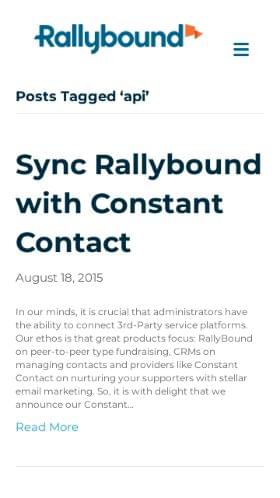 Rallybound
Posts Tagged ‘api’
Sync Rallybound
with Constant
Contact
August 18, 2015
In our minds, it is crucial that administrators have
the ability to connect 3rd-Party service platforms.
Our ethos is that great products focus: RallyBound
on peer-to-peer type fundraising, CRMs on
managing contacts and providers like Constant
Contact on nurturing your supporters with stellar
email marketing. So, it is with delight that we
announce our Constant...
Read More